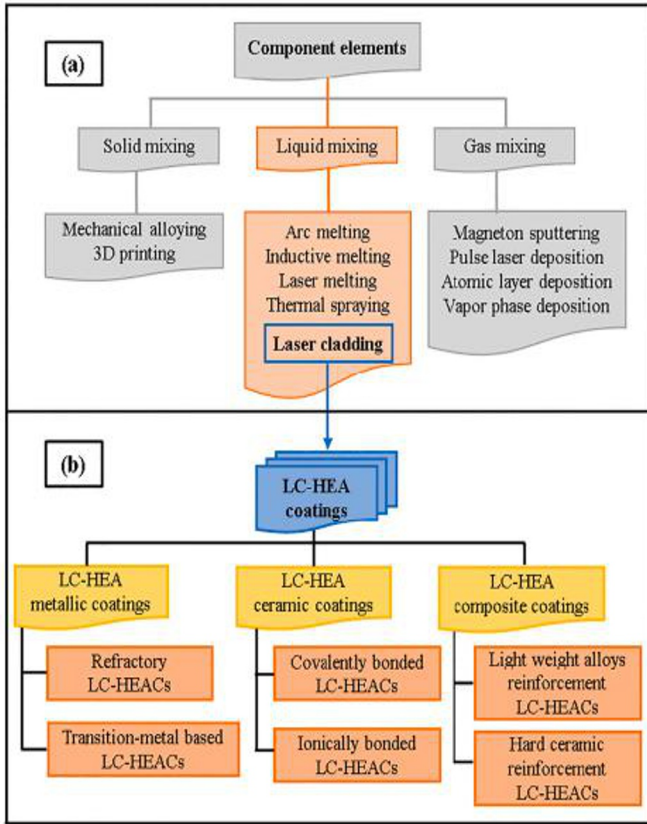 (a)
Component elements
Solid mixing
Liquid mixing
Gas mixing
Mechanical alloying
3D printing
Arc melting
Inductive melting
Laser melting
Thermal spraying
Laser cladding
Magneton sputtering
Pulse laser deposition
Atomic layer deposition
Vapor phase deposition
(b)
LC-HEA
coatings
LC-HEA
metallic coatings
LC-HEA
ceramic coatings
LC-HEA
composite coatings
Refractory
LC-HEACs
Transition-metal based
LC-HEACs
Covalently bonded
LC-HEACs
Ionically bonded
LC-HEACs
Light weight alloys
reinforcement
LC-HEACs
Hard ceramic
reinforcement
LC-HEACs